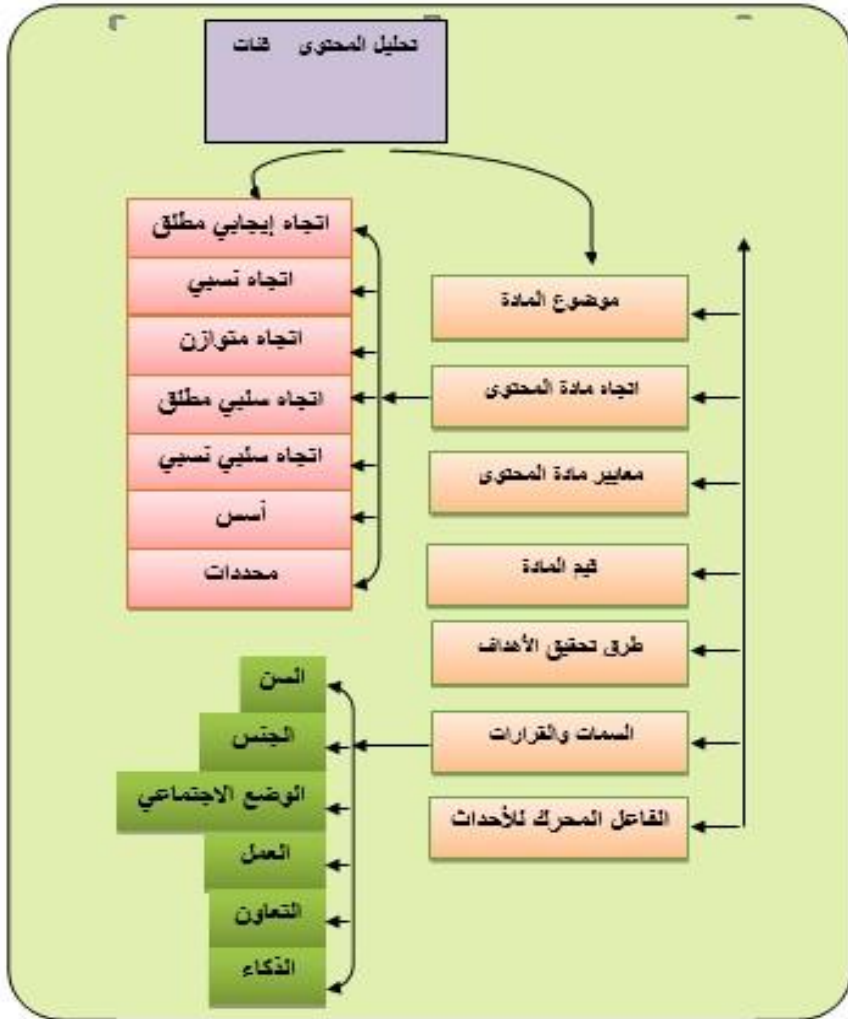 تحليل المحتوى فئات
موضوع المادة
اتجاه مادة المحتوى
معايير مادة المحتوى
قيم المادة
طرق تحقيق الأهداف
السمات والقرارات
الفاعل المحرك للأحداث
اتجاه إيجابي مطلق
اتجاه نسبي
اتجاه متوازن
اتجاه سلبي مطلق
اتجاه سلبي نسبي
أسس
محددات
السن
الجنس
الوضع الاجتماعي
العمل
التعاون
الذكاء